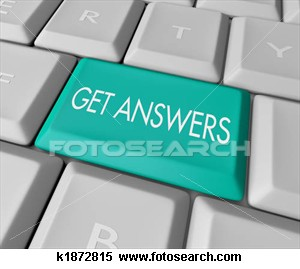 R T Y
F
GET ANSWERS
FOTOSEARCH
B
k1872815 www.fotosearch.com